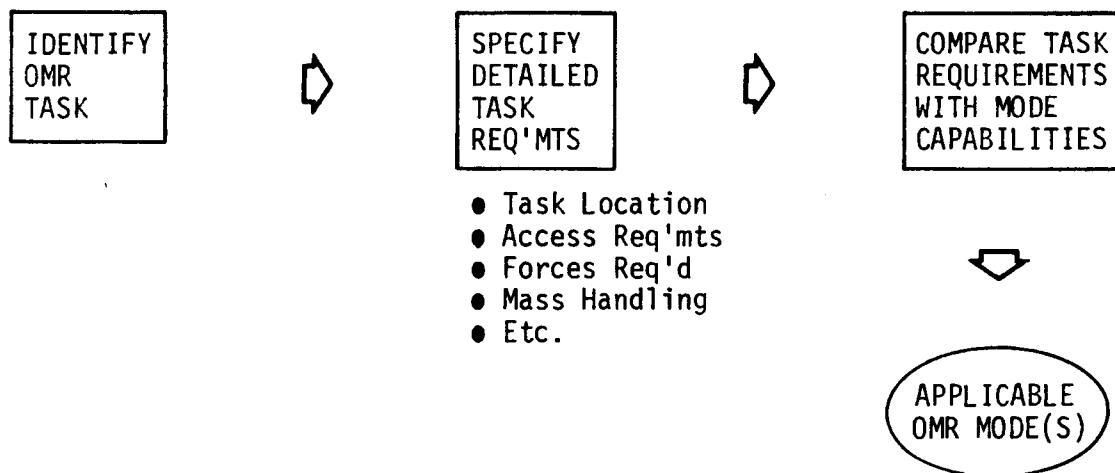 IDENTIFY
OMR
TASK
SPECIFY
DETAILED
TASK
REQ'MTS
● Task Location
● Access Req'mts
● Forces Req'd
● Mass Handling
● Etc.
COMPARE TASK
REQUIREMENTS
WITH MODE
CAPABILITIES
APPLICABLE
OMR MODE(S)